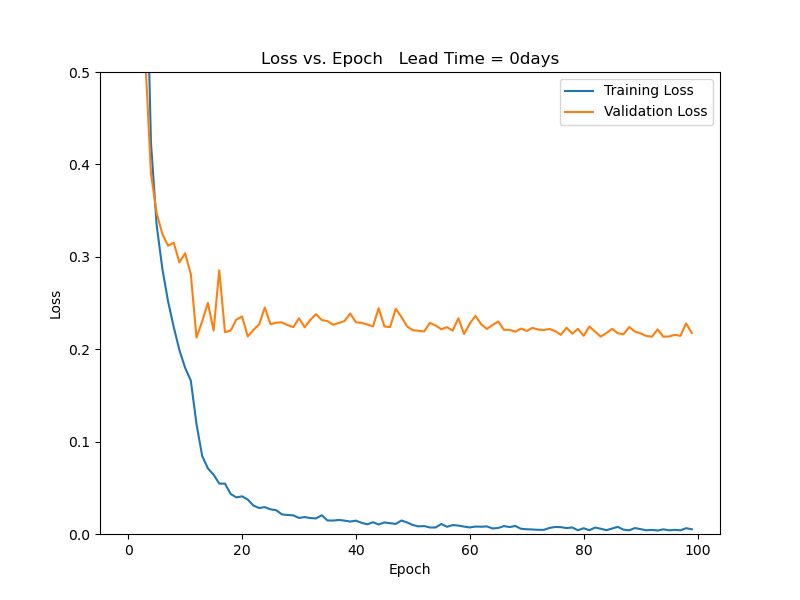 Loss vs. Epoch   Lead Time = 0days
Training Loss
Validation Loss
Loss
0.5
0.4
0.3
0.2
0.1
0.0
0 20 40 60 80 100
Epoch